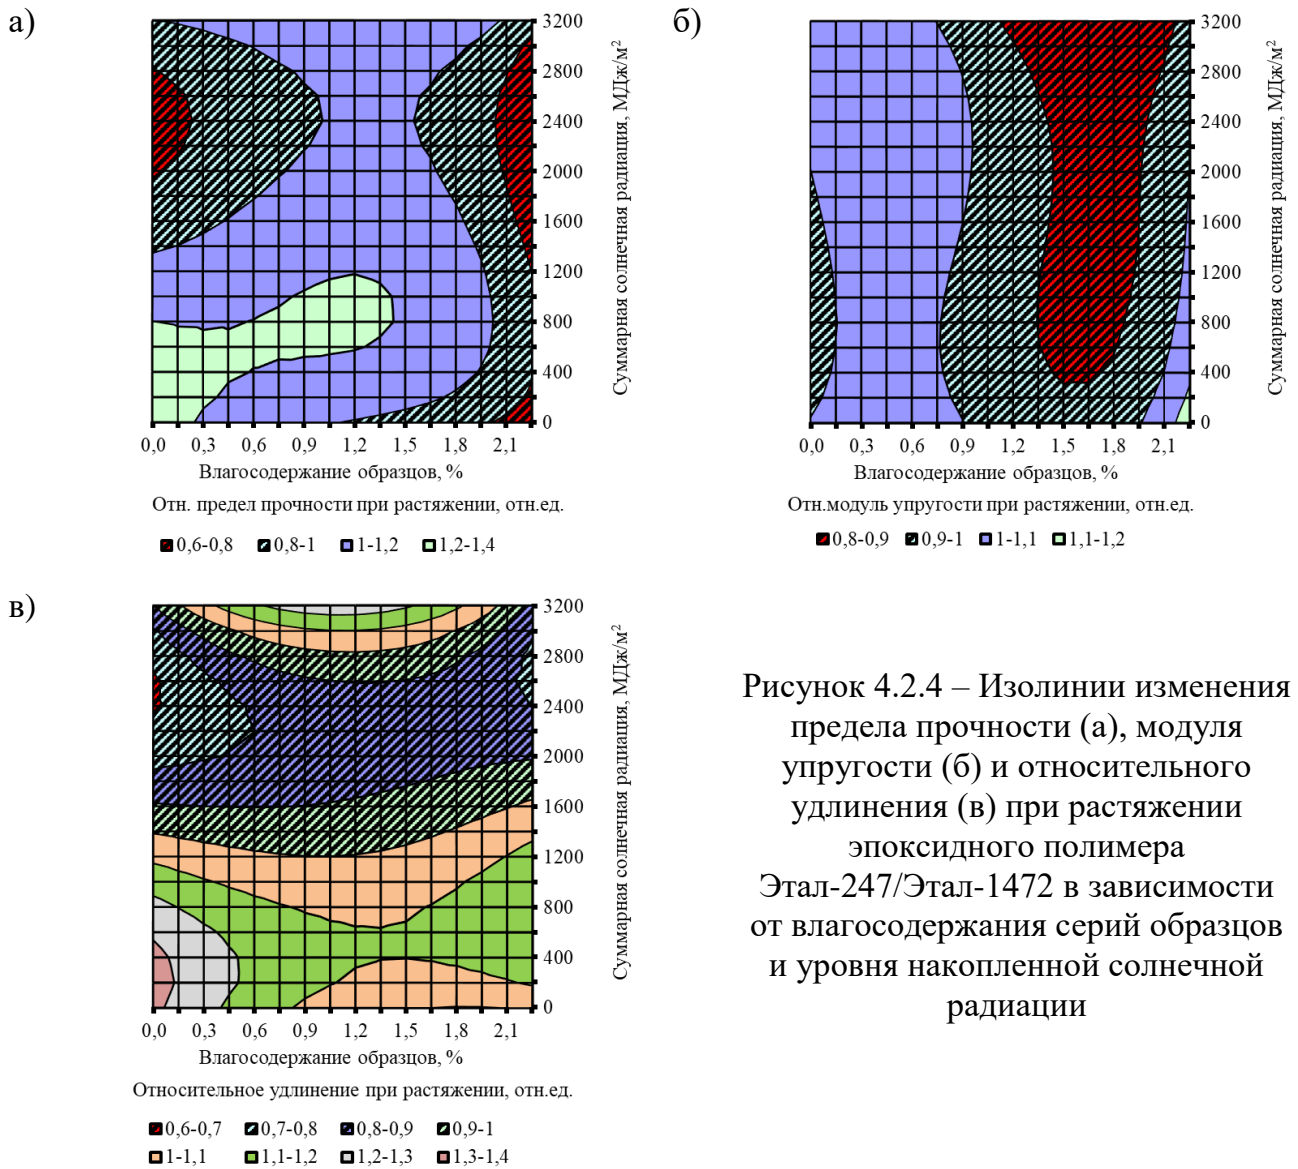 а)
3200
2800
2400
2000
1600
1200
800
400
0
Суммарная солнечная радиация, МДж/м²
0,0 0,3 0,6 0,9 1,2 1,5 1,8 2,1
Влагосодержание образцов, %
Отн. предел прочности при растяжении, отн.ед.
0,6-0,8 0,8-1 1-1,2 1,2-1,4
б)
3200
2800
2400
2000
1600
1200
800
400
0
Суммарная солнечная радиация, МДж/м²
0,0 0,3 0,6 0,9 1,2 1,5 1,8 2,1
Влагосодержание образцов, %
Отн.модуль упругости при растяжении, отн.ед.
0,8-0,9 0,9-1 1-1,1 1,1-1,2
в)
3200
2800
2400
2000
1600
1200
800
400
0
Суммарная солнечная радиация, МДж/м²
0,0 0,3 0,6 0,9 1,2 1,5 1,8 2,1
Влагосодержание образцов, %
Относительное удлинение при растяжении, отн.ед.
0,6-0,7 0,7-0,8 0,8-0,9 0,9-1
1-1,1 1,1-1,2 1,2-1,3 1,3-1,4
Рисунок 4.2.4 – Изолинии изменения
предела прочности (а), модуля
упругости (б) и относительного
удлинения (в) при растяжении
эпоксидного полимера
Этал-247/Этал-1472 в зависимости
от влагосодержания серий образцов
и уровня накопленной солнечной
радиации